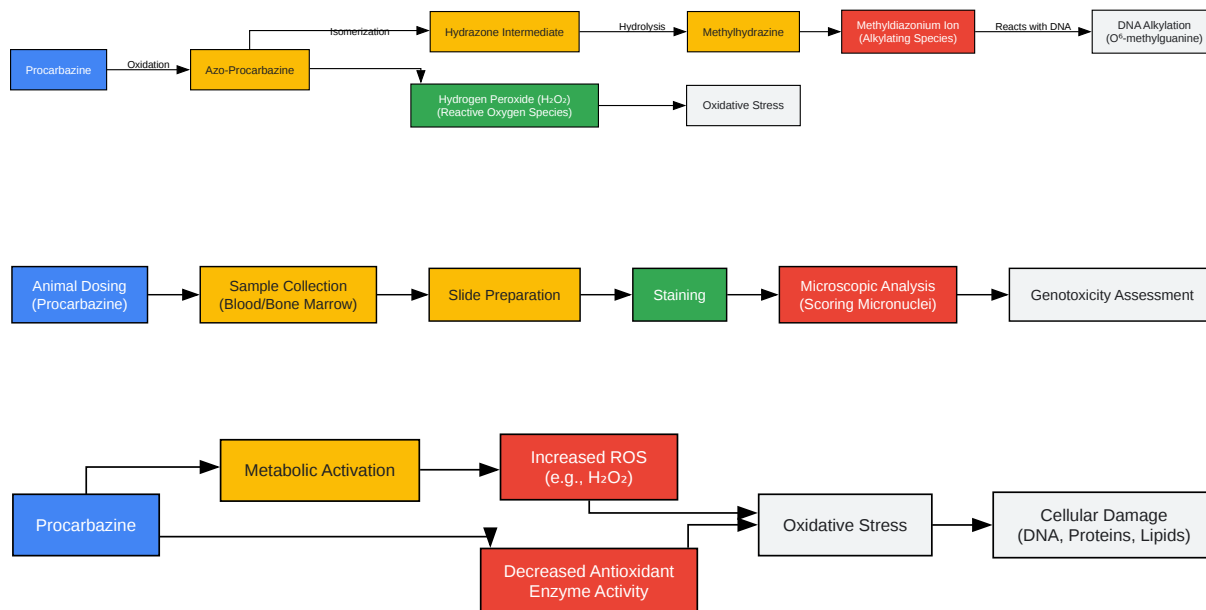 Isomerization
Hydrazone Intermediate
Hydrolysis
Methylhydrazine
Methyldiazonium Ion
(Alkylating Species)
Reacts with DNA
DNA Alkylation
(O⁶-methylguanine)
Procarbazine
Oxidation
Azo-Procarbazine
Hydrogen Peroxide (H₂O₂)
(Reactive Oxygen Species)
Oxidative Stress
Animal Dosing
(Procarbazine)
Sample Collection
(Blood/Bone Marrow)
Slide Preparation
Staining
Microscopic Analysis
(Scoring Micronuclei)
Genotoxicity Assessment
Metabolic Activation
Increased ROS
(e.g., H₂O₂)
Procarbazine
Decreased Antioxidant
Enzyme Activity
Oxidative Stress
Cellular Damage
(DNA, Proteins, Lipids)